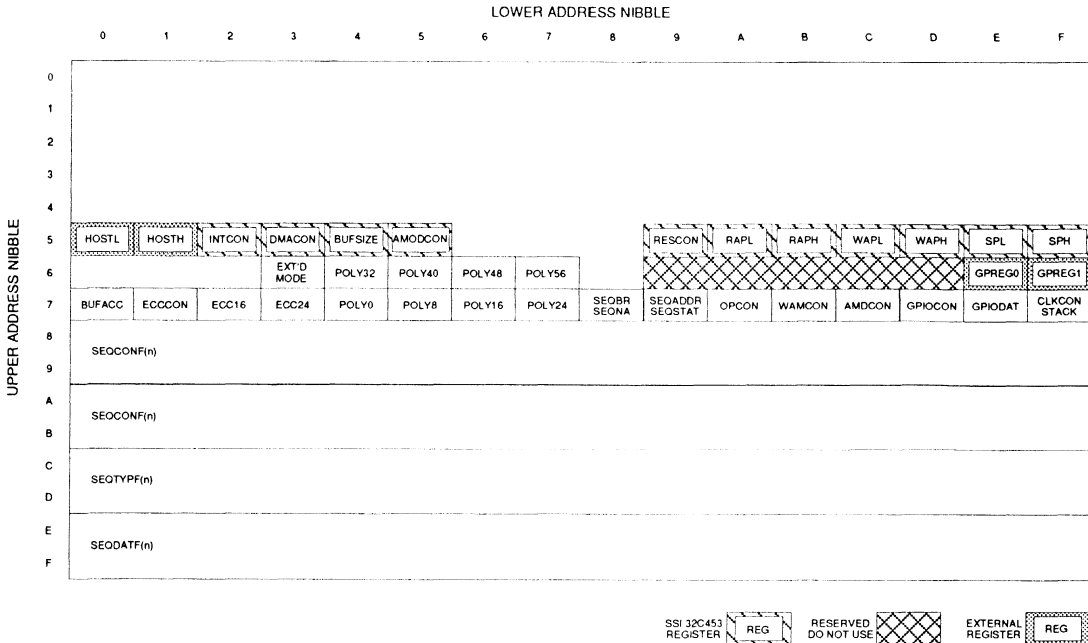 LOWER ADDRESS NIBBLE
0 1 2 3 4 5 6 7 8 9 A B C D E F
UPPER ADDRESS NIBBBLE
0
1
2
3
4
5 HOSTL HOSTH INTCON DMACON BUFSIZE AMODCON RESCON RAPL RAPH WAPL WAPH SPL SPH
6 EXT'D MODE POLY32 POLY40 POLY48 POLY56 GPREG0 GPREG1
7 BUFACC ECCCON ECC16 ECC24 POLY0 POLY8 POLY16 POLY24 SEQBR SEQNA SEQADDR SEQSTAT OPCON WAMCON AMDCON GPIOCON GPIODAT CLKCON STACK
8
SEQCONF(n)
9
A
SEQCONF(n)
B
C
SEQTYPF(n)
D
E
SEQDATF(n)
F
SSI 32C453 REGISTER REG RESERVED DO NOT USE EXTERNAL REGISTER REG